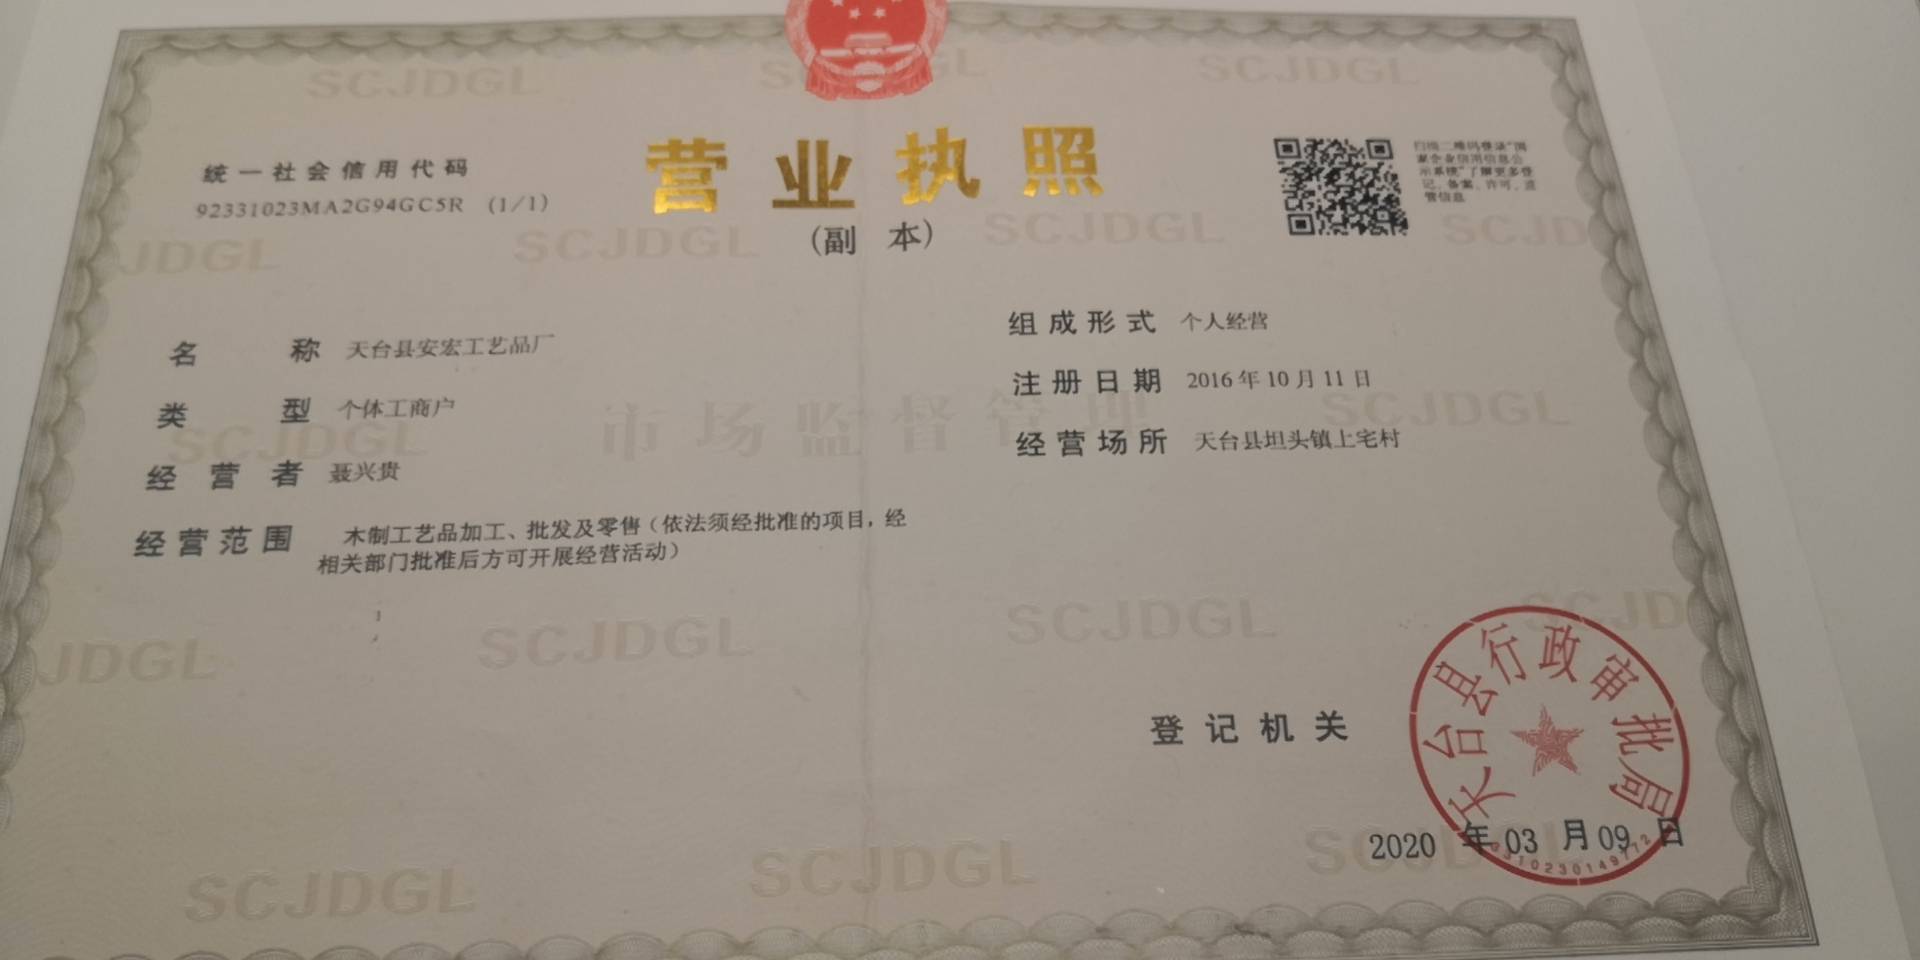 统一社会信用代码
92331023MA2G94GC5R (1/1)
营业执照
(副 本)
扫描二维码登录“国
家企业信用信息公
示系统”了解更多登
记、备案、许可、监
管信息
名 称 天台县安宏工艺品厂
类 型 个体工商户
经 营 者 聂兴贵
经营范围 木制工艺品加工、批发及零售(依法须经批准的项目,经
相关部门批准后方可开展经营活动)
组成形式 个人经营
注册日期 2016年10月11日
经营场所 天台县坦头镇上宅村
市场监督管理
登记机关
天台县行政审批局
2020 年 03 月 09 日
SCJDGL